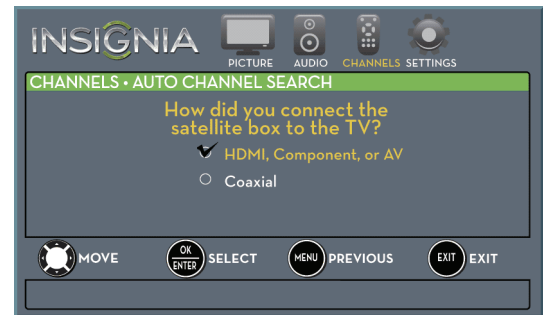 INSIGNIA
PICTURE AUDIO CHANNELS SETTINGS
CHANNELS • AUTO CHANNEL SEARCH
How did you connect the
satellite box to the TV?
HDMI, Component, or AV
Coaxial
MOVE OK ENTER SELECT MENU PREVIOUS EXIT EXIT